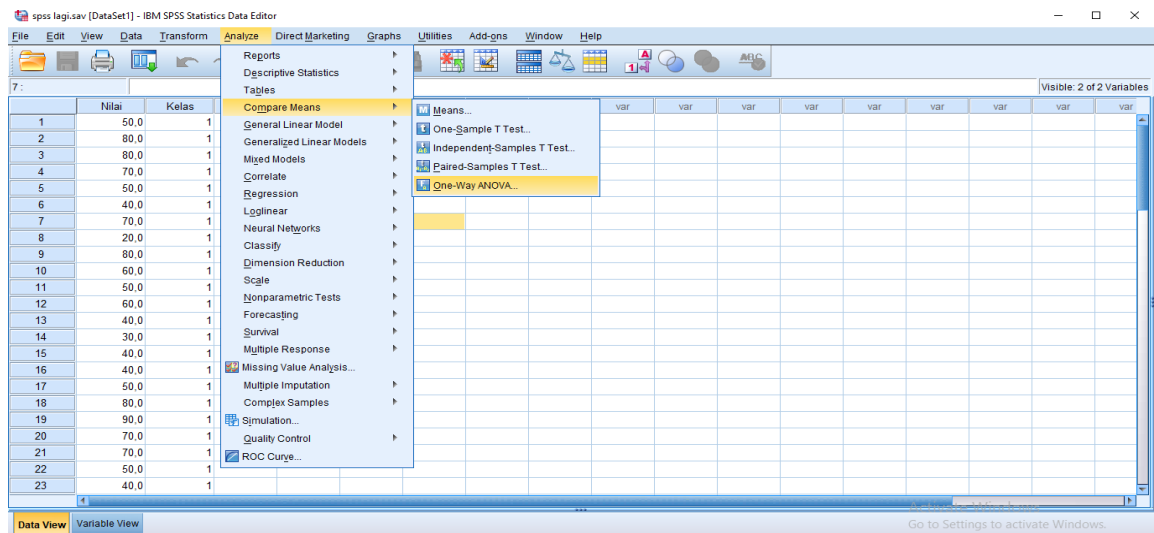 spss lagi.sav [DataSet1] - IBM SPSS Statistics Data Editor
File Edit View Data Transform Analyze Direct Marketing Graphs Utilities Add-ons Window Help
7 :
Visible: 2 of 2 Variables
Nilai Kelas var var var var var var var var var
1 50,0 1
2 80,0 1
3 80,0 1
4 70,0 1
5 50,0 1
6 40,0 1
7 70,0 1
8 20,0 1
9 80,0 1
10 60,0 1
11 50,0 1
12 60,0 1
13 40,0 1
14 30,0 1
15 40,0 1
16 40,0 1
17 50,0 1
18 80,0 1
19 90,0 1
20 70,0 1
21 70,0 1
22 50,0 1
23 40,0 1
Reports
Descriptive Statistics
Tables
Compare Means
General Linear Model
Generalized Linear Models
Mixed Models
Correlate
Regression
Loglinear
Neural Networks
Classify
Dimension Reduction
Scale
Nonparametric Tests
Forecasting
Survival
Multiple Response
Missing Value Analysis...
Multiple Imputation
Complex Samples
Simulation...
Quality Control
ROC Curve...
Means...
One-Sample T Test...
Independent-Samples T Test...
Paired-Samples T Test...
One-Way ANOVA...
Data View Variable View
Activate Windows
Go to Settings to activate Windows.